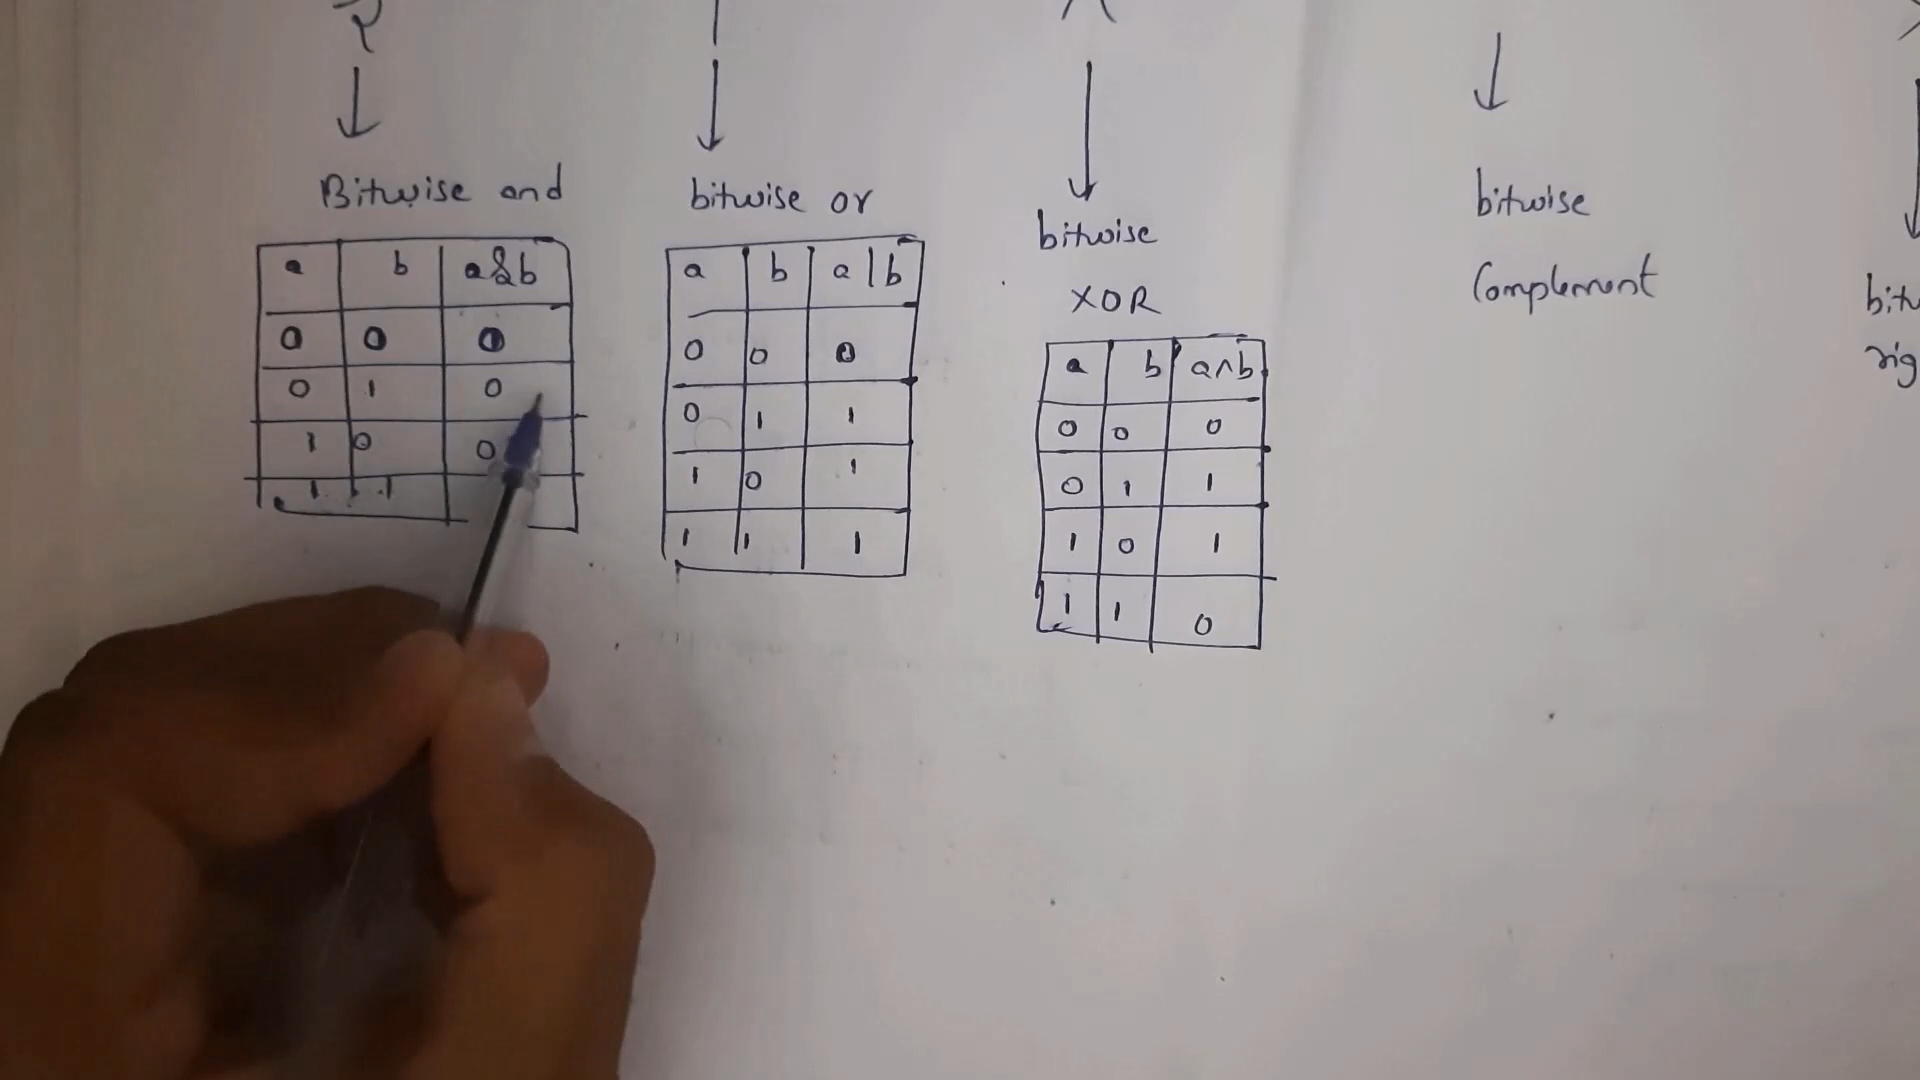 &
|
^
Bitwise and
a b a&b
0 0 0
0 1 0
1 0 0
1 1
bitwise or
a b a|b
0 0 0
0 1 1
1 0 1
1 1 1
bitwise
XOR
a b a^b
0 0 0
0 1 1
1 0 1
1 1 0
bitwise
Complement
bitw
rig